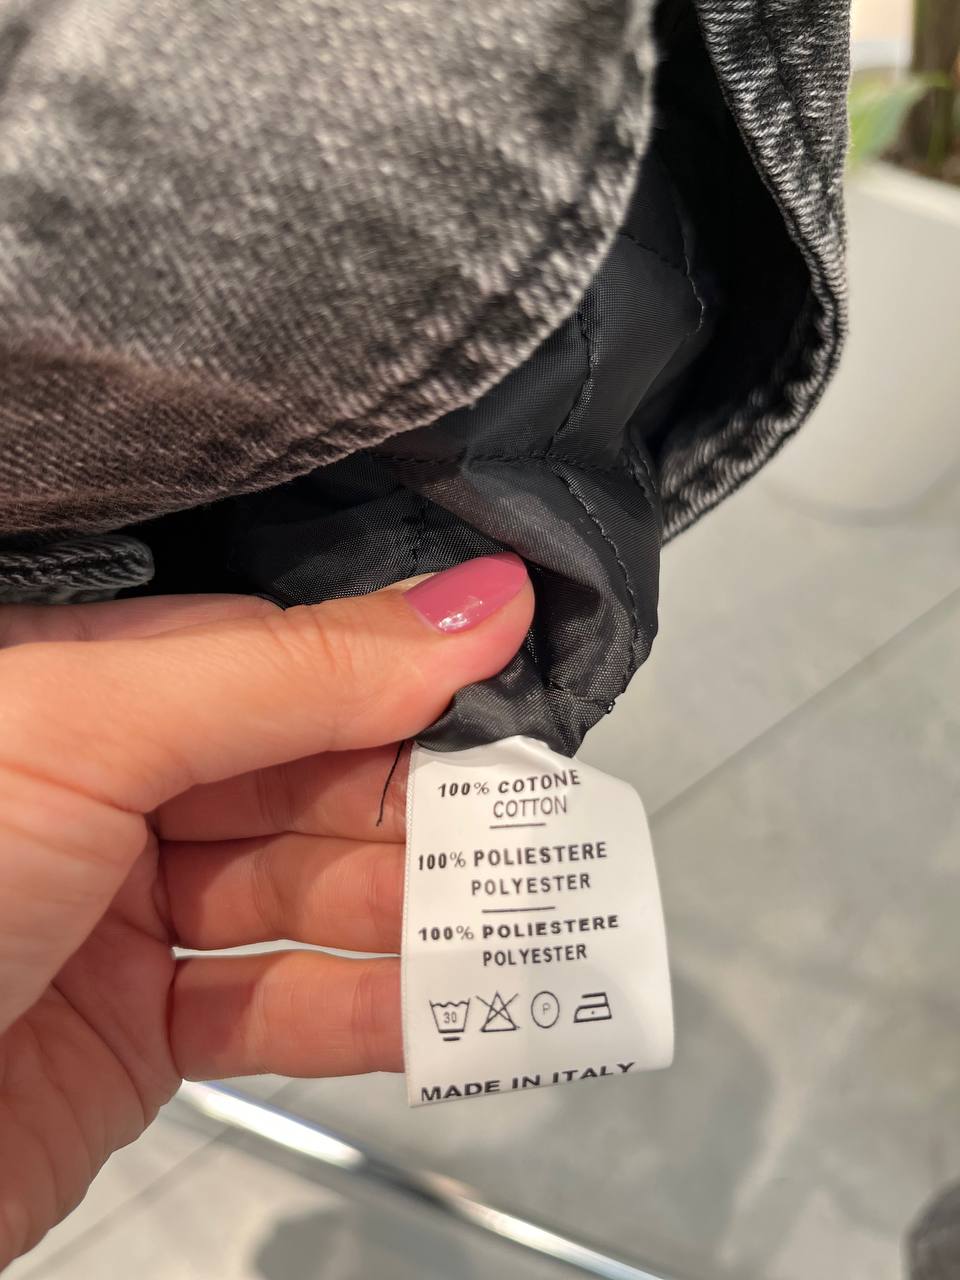 100% COTONE
COTTON
100% POLIESTERE
POLYESTER
100% POLIESTERE
POLYESTER
30 P
MADE IN ITALY